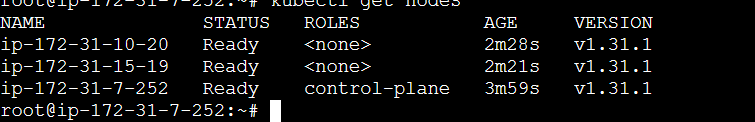 root@ip-172-31-7-252:~# kubectl get nodes
NAME STATUS ROLES AGE VERSION
ip-172-31-10-20 Ready <none> 2m28s v1.31.1
ip-172-31-15-19 Ready <none> 2m21s v1.31.1
ip-172-31-7-252 Ready control-plane 3m59s v1.31.1
root@ip-172-31-7-252:~#